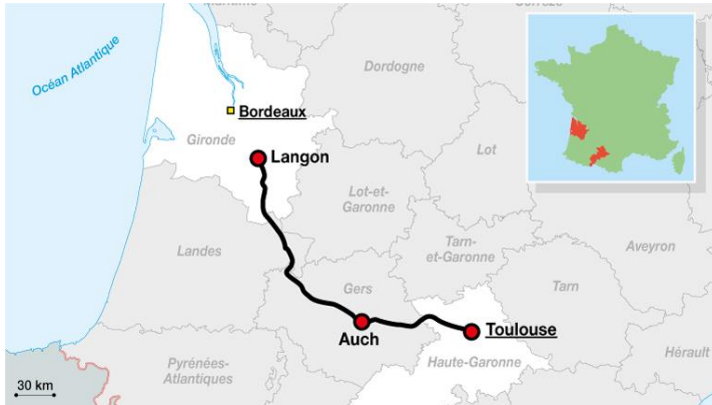 Océan Atlantique
Dordogne
Bordeaux
Gironde
Langon
Lot
Lot-et-
Garonne
Aveyron
Landes
Tarn-
et-Garonne
Tarn
Gers
Auch
Toulouse
Pyrénées-
Atlantiques
Haute-Garonne
Hérault
30 km